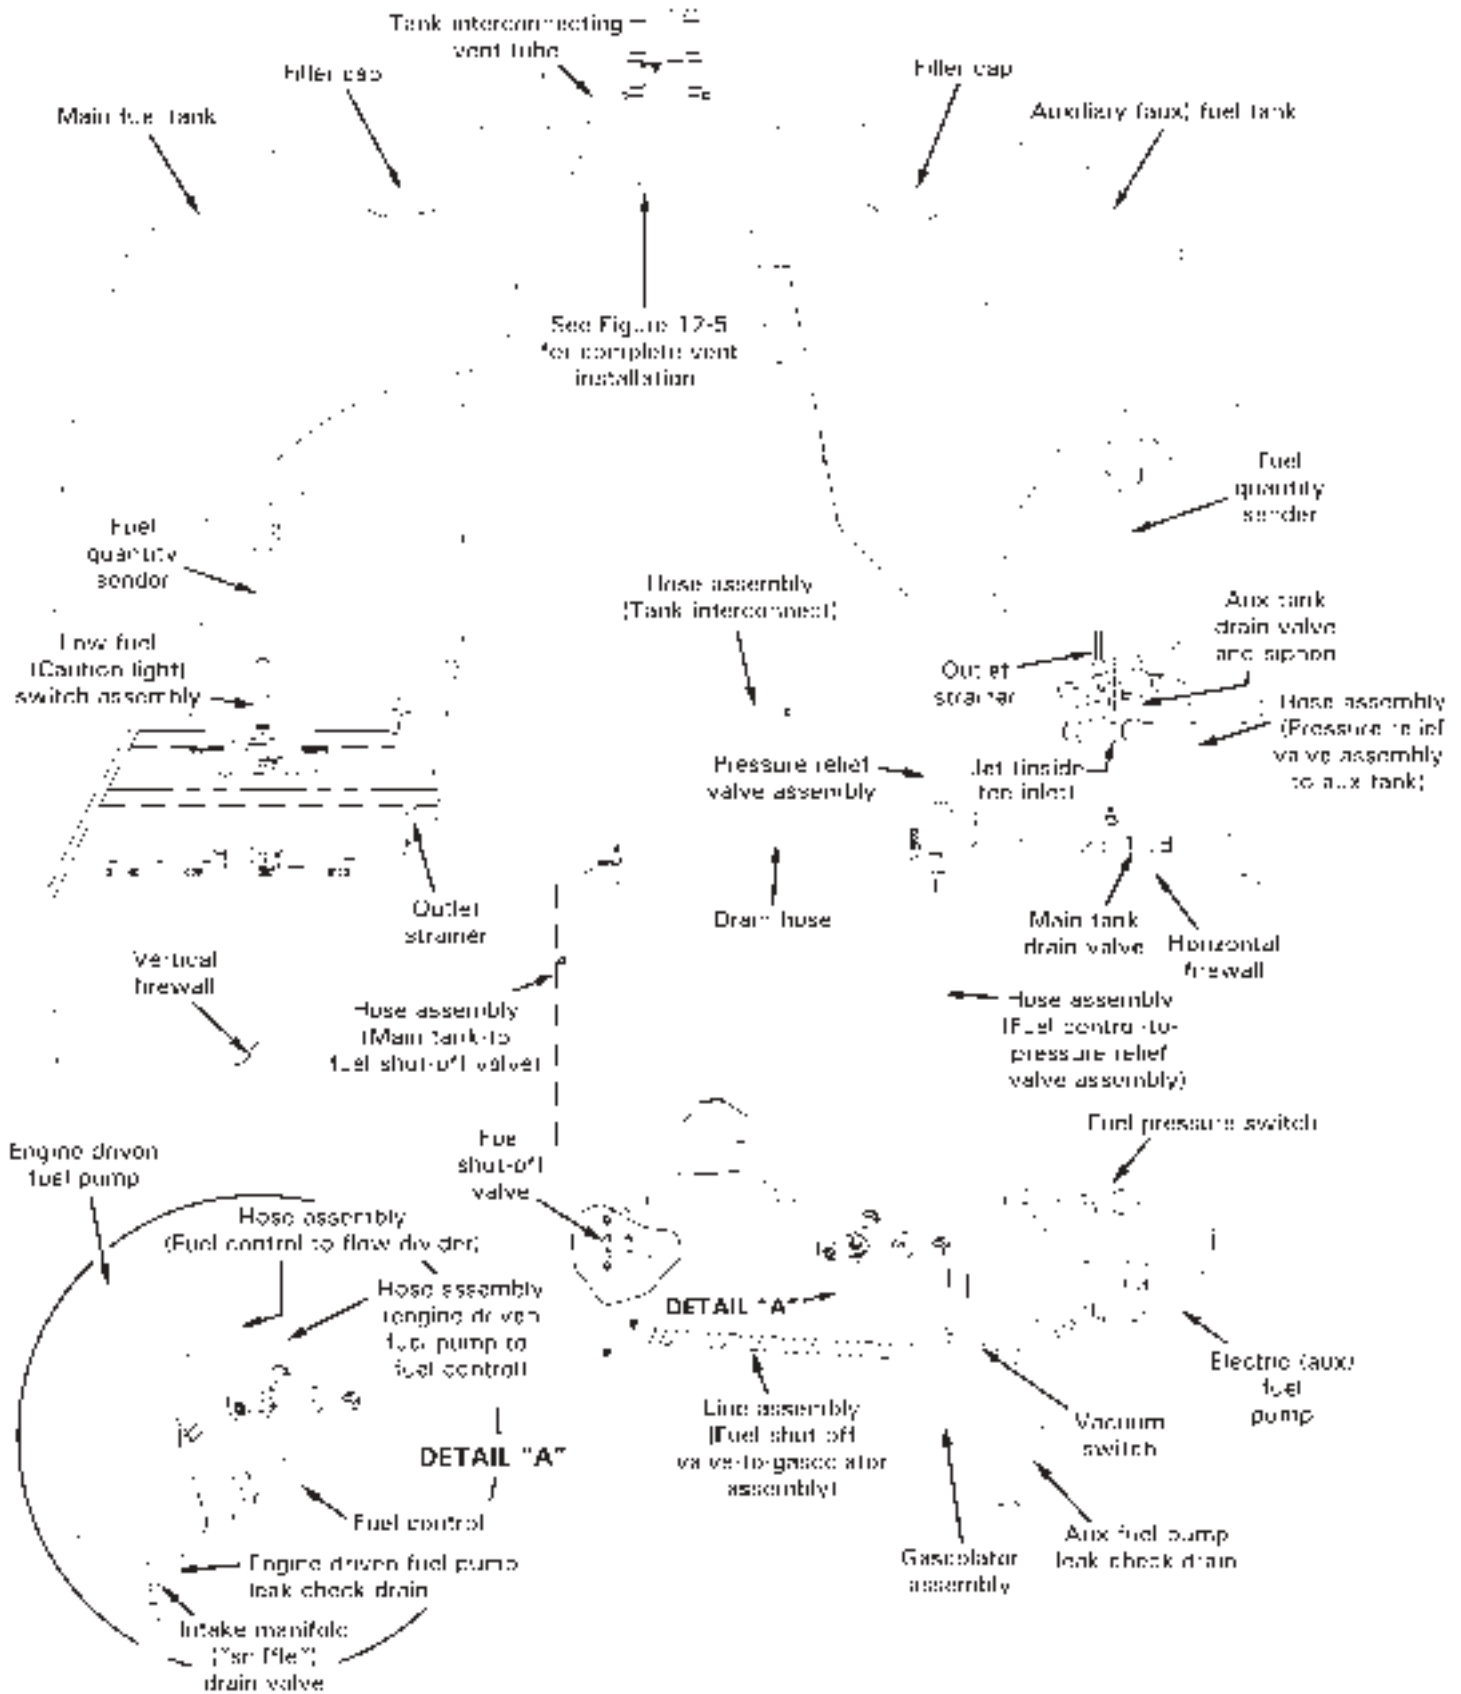 Tank interconnecting
vent tube
Filler cap
Filler cap
Main fuel tank
Auxiliary (aux) fuel tank
See Figure 12-5
for complete vent
installation
Fuel
quantity
sender
Fuel
quantity
sender
Hose assembly
(Tank interconnect)
Aux tank
drain valve
and siphon
Low fuel
(Caution light)
switch assembly
Outlet
strainer
Hose assembly
(Pressure relief
valve assembly
to aux tank)
Pressure relief
valve assembly
Jet (inside
top inlet)
Outlet
strainer
Drain hose
Main tank
drain valve
Horizontal
firewall
Vertical
firewall
Hose assembly
(Main tank-to
fuel shut-off valve)
Hose assembly
(Fuel control-to-
pressure relief
valve assembly)
Fuel pressure switch
Engine driven
fuel pump
Fuel
shut-off
valve
Hose assembly
(Fuel control to flow divider)
Hose assembly
(engine driven
fuel pump to
fuel control)
DETAIL "A"
Electric (aux)
fuel
pump
Line assembly
(Fuel shut off
valve-to-gascolator
assembly)
Vacuum
switch
DETAIL "A"
Fuel control
Aux fuel pump
leak check drain
Gascolator
assembly
Engine driven fuel pump
leak check drain
Intake manifold
("sniffle")
drain valve